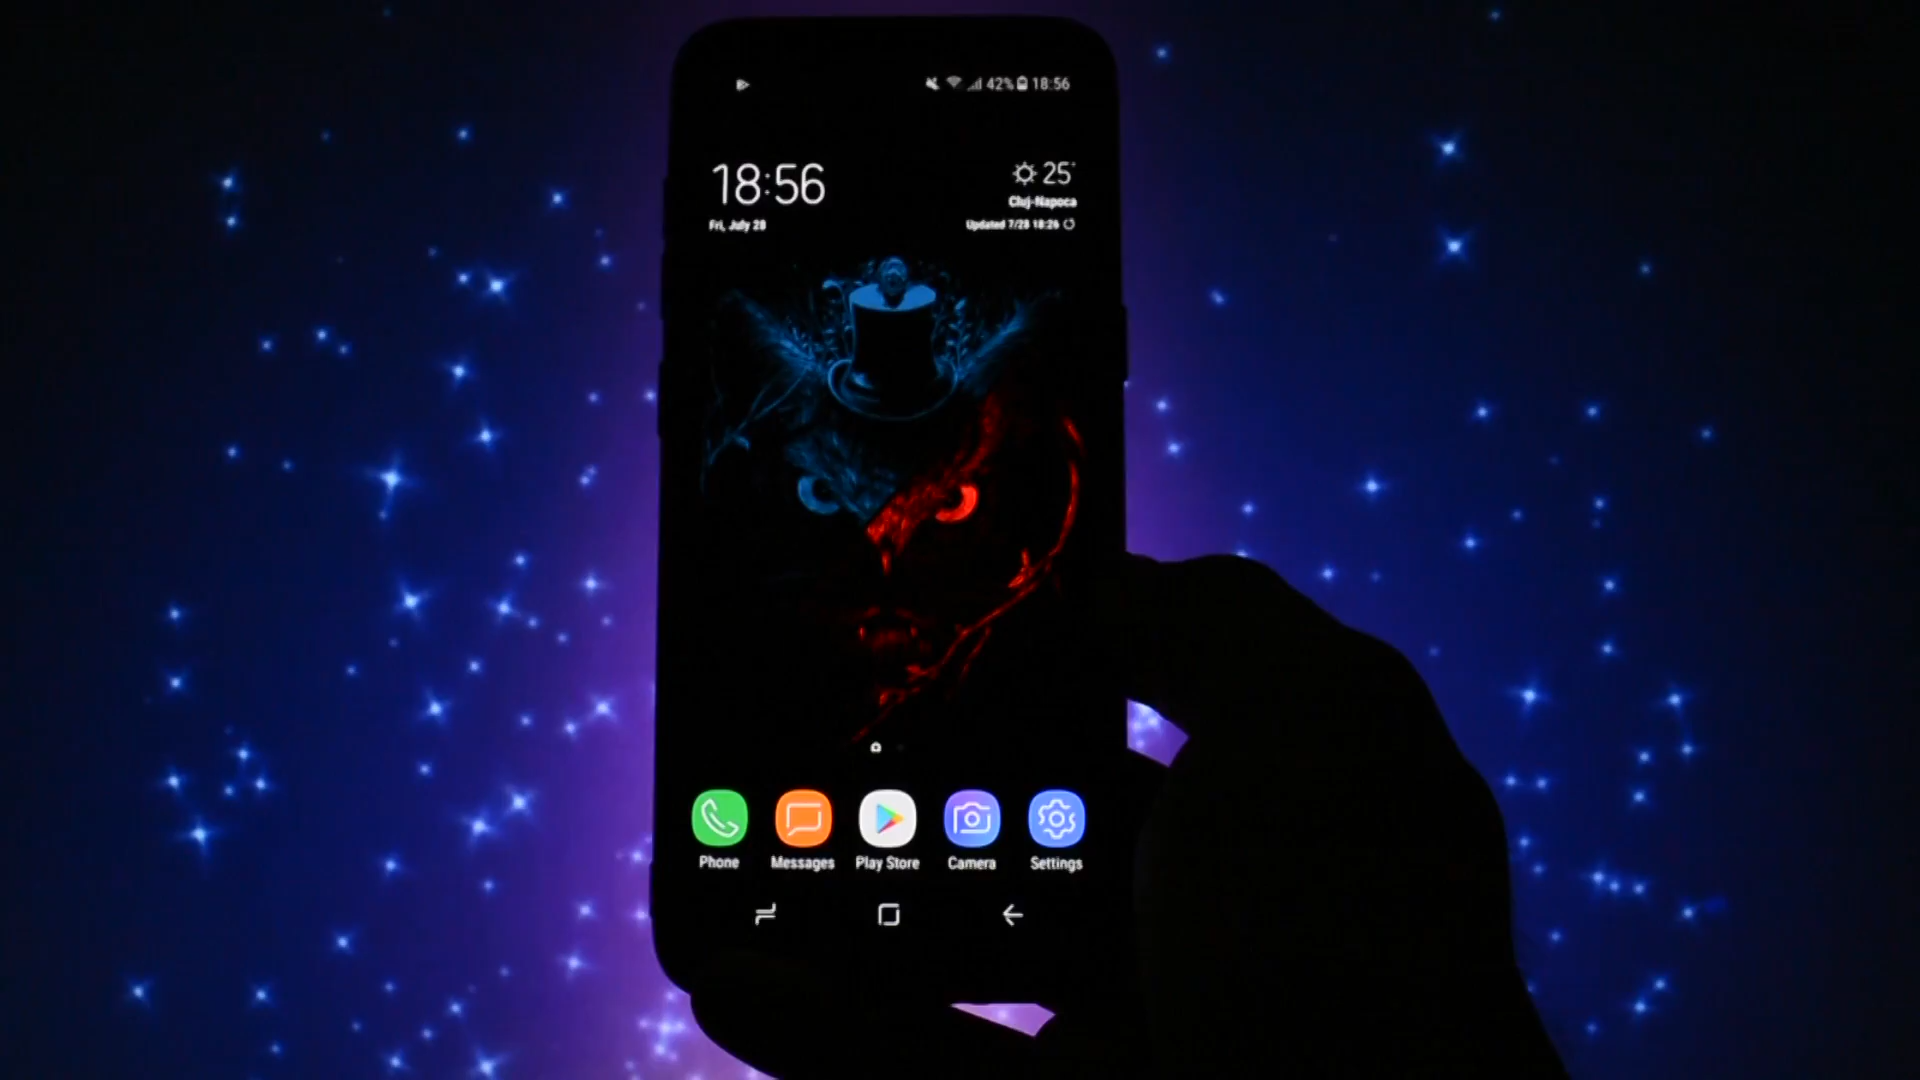 42% 18:56
18:56
25°
Cluj-Napoca
Fri, July 28
Updated 7/28 18:26
Phone
Messages
Play Store
Camera
Settings